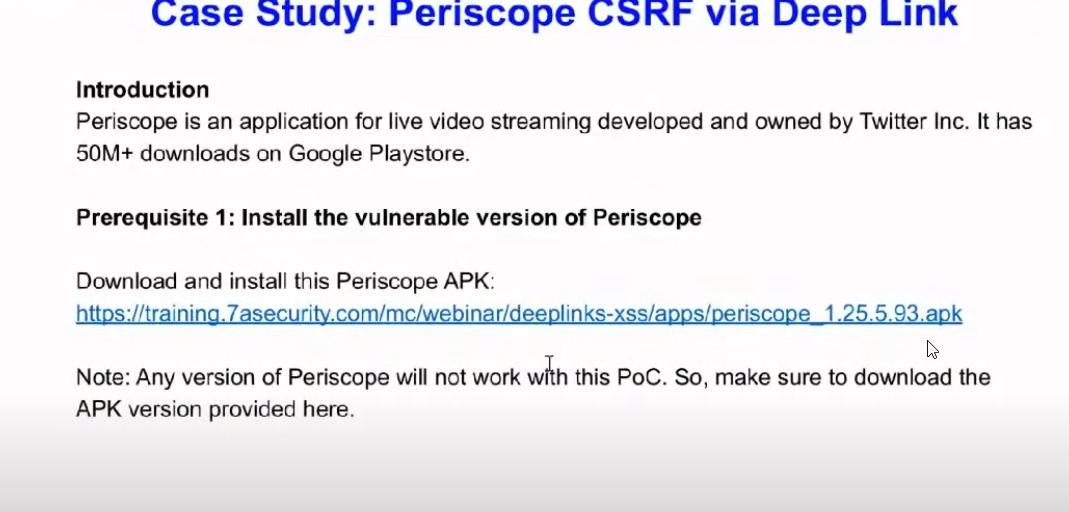 Case Study: Periscope CSRF via Deep Link
Introduction
Periscope is an application for live video streaming developed and owned by Twitter Inc. It has
50M+ downloads on Google Playstore.
Prerequisite 1: Install the vulnerable version of Periscope
Download and install this Periscope APK:
https://training.7asecurity.com/mc/webinar/deeplinks-xss/apps/periscope_1.25.5.93.apk
Note: Any version of Periscope will not work with this PoC. So, make sure to download the
APK version provided here.